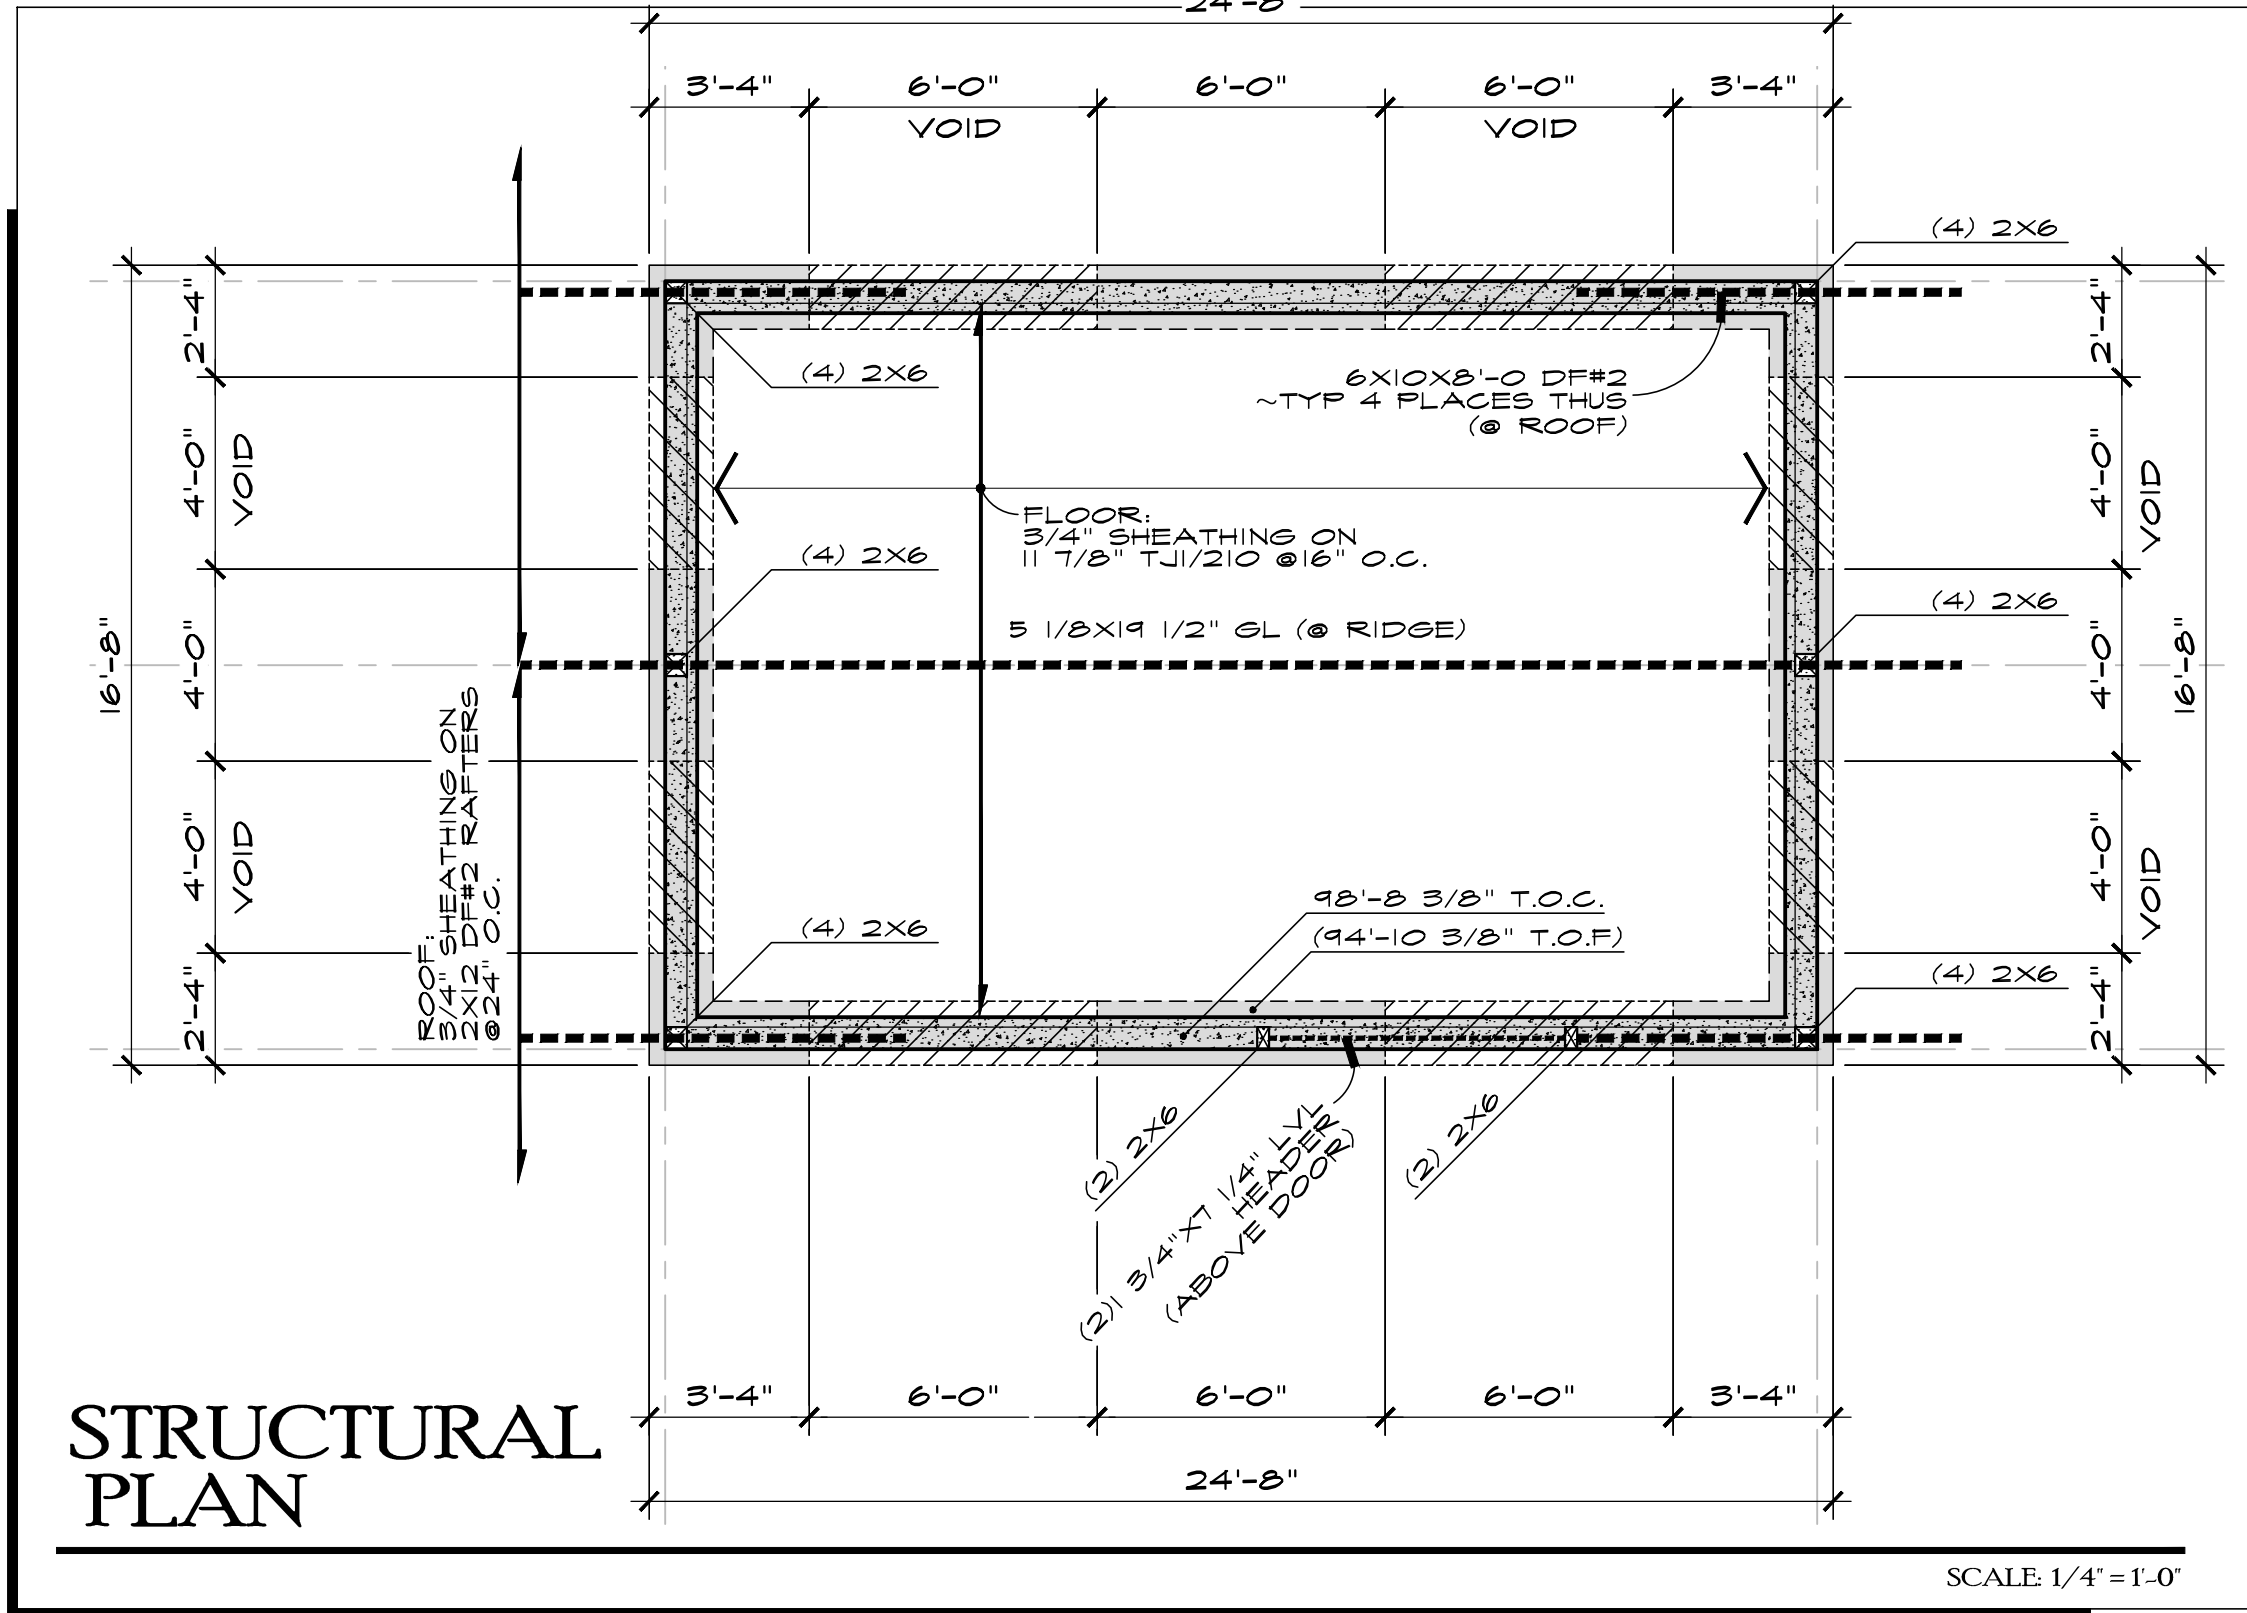 24'-8"
3'-4" 6'-0" 6'-0" 6'-0" 3'-4"
VOID VOID
(4) 2X6
2'-4"
4'-0"
VOID
4'-0"
16'-8"
4'-0"
VOID
2'-4"
ROOF:
3/4" SHEATHING ON
2X12 DF#2 RAFTERS
@24" O.C.
(4) 2X6
6X10X8'-0 DF#2
~TYP 4 PLACES THUS
(@ ROOF)
FLOOR:
3/4" SHEATHING ON
11 7/8" TJI/210 @16" O.C.
(4) 2X6
5 1/8X19 1/2" GL (@ RIDGE)
(4) 2X6
98'-8 3/8" T.O.C.
(94'-10 3/8" T.O.F)
(4) 2X6
(4) 2X6
2'-4"
4'-0"
VOID
4'-0"
16'-8"
4'-0"
VOID
2'-4"
(2) 2X6
(2)1 3/4"X7 1/4" LVL
HEADER
(ABOVE DOOR)
(2) 2X6
3'-4" 6'-0" 6'-0" 6'-0" 3'-4"
24'-8"
STRUCTURAL
PLAN
SCALE: 1/4" = 1'-0"